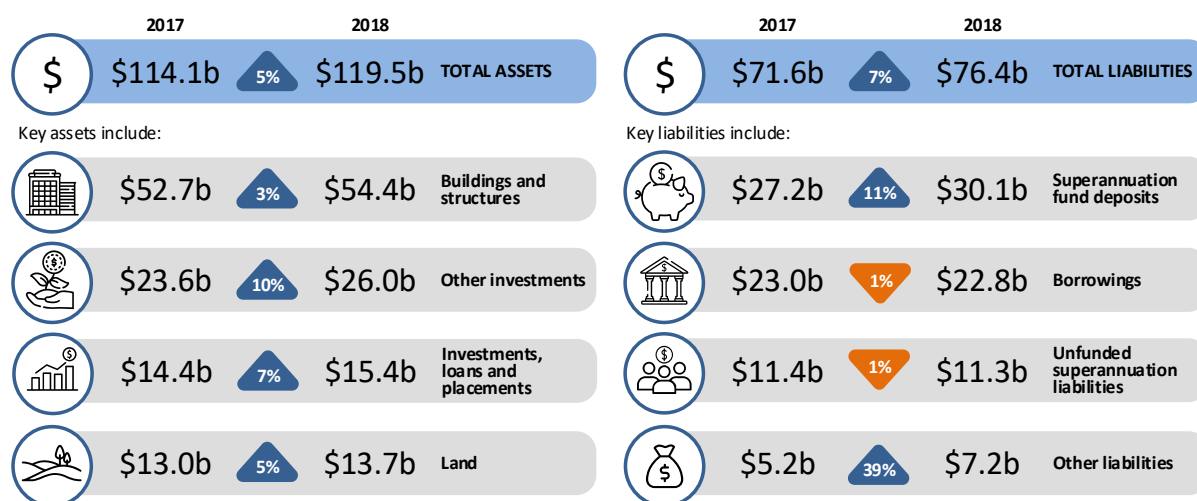 2017 2018
$ $114.1b 5% $119.5b TOTAL ASSETS
Key assets include:
$52.7b 3% $54.4b Buildings and
structures
$ $23.6b 10% $26.0b Other investments
$ $14.4b 7% $15.4b Investments,
loans and
placements
$13.0b 5% $13.7b Land
2017 2018
$ $71.6b 7% $76.4b TOTAL LIABILITIES
Key liabilities include:
$ $27.2b 11% $30.1b Superannuation
fund deposits
$ $23.0b 1% $22.8b Borrowings
$ $11.4b 1% $11.3b Unfunded
superannuation
liabilities
$ $5.2b 39% $7.2b Other liabilities